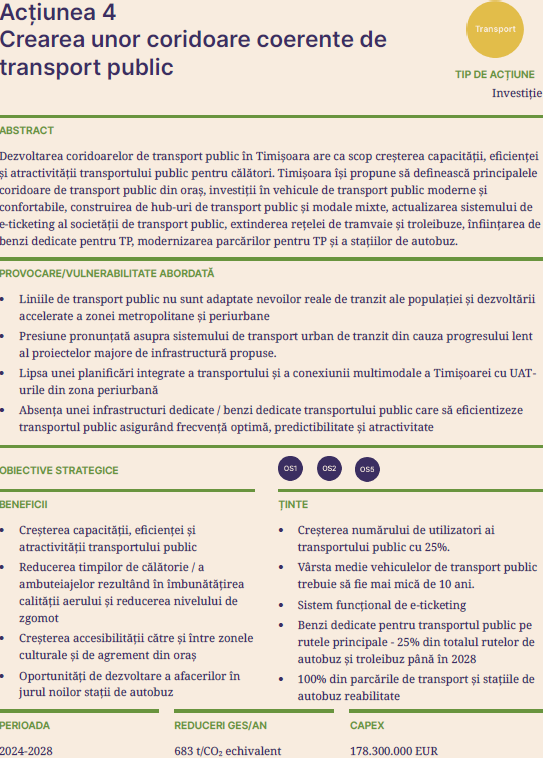 Acțiunea 4
Crearea unor coridoare coerente de
transport public
Transport
TIP DE ACȚIUNE
Investiție
ABSTRACT
Dezvoltarea coridoarelor de transport public în Timișoara are ca scop creșterea capacității, eficienței
și atractivității transportului public pentru călători. Timișoara își propune să definească principalele
coridoare de transport public din oraș, investiții în vehicule de transport public moderne și
confortabile, construirea de hub-uri de transport public și modale mixte, actualizarea sistemului de
e-ticketing al societății de transport public, extinderea rețelei de tramvaie și troleibuze, înființarea de
benzi dedicate pentru TP, modernizarea parcărilor pentru TP și a stațiilor de autobuz.
PROVOCARE/VULNERABILITATE ABORDATĂ
• Liniile de transport public nu sunt adaptate nevoilor reale de tranzit ale populației și dezvoltării
accelerate a zonei metropolitane și periurbane
• Presiune pronunțată asupra sistemului de transport urban de tranzit din cauza progresului lent
al proiectelor majore de infrastructură propuse.
• Lipsa unei planificări integrate a transportului și a conexiunii multimodale a Timișoarei cu UAT-
urile din zona periurbană
• Absența unei infrastructuri dedicate / benzi dedicate transportului public care să eficientizeze
transportul public asigurând frecvență optimă, predictibilitate și atractivitate
OBIECTIVE STRATEGICE
OS1 OS2 OS5
BENEFICII
• Creșterea capacității, eficienței și
atractivității transportului public
• Reducerea timpilor de călătorie / a
ambuteiajelor rezultând în îmbunătățirea
calității aerului și reducerea nivelului de
zgomot
• Creșterea accesibilității către și între zonele
culturale și de agrement din oraș
• Oportunități de dezvoltare a afacerilor în
jurul noilor stații de autobuz
ȚINTE
• Creșterea numărului de utilizatori ai
transportului public cu 25%.
• Vârsta medie vehiculelor de transport public
trebuie să fie mai mică de 10 ani.
• Sistem funcțional de e-ticketing
• Benzi dedicate pentru transportul public pe
rutele principale - 25% din totalul rutelor de
autobuz și troleibuz până în 2028
• 100% din parcările de transport și stațiile de
autobuz reabilitate
PERIOADA
2024-2028
REDUCERI GES/AN
683 t/CO₂ echivalent
CAPEX
178.300.000 EUR